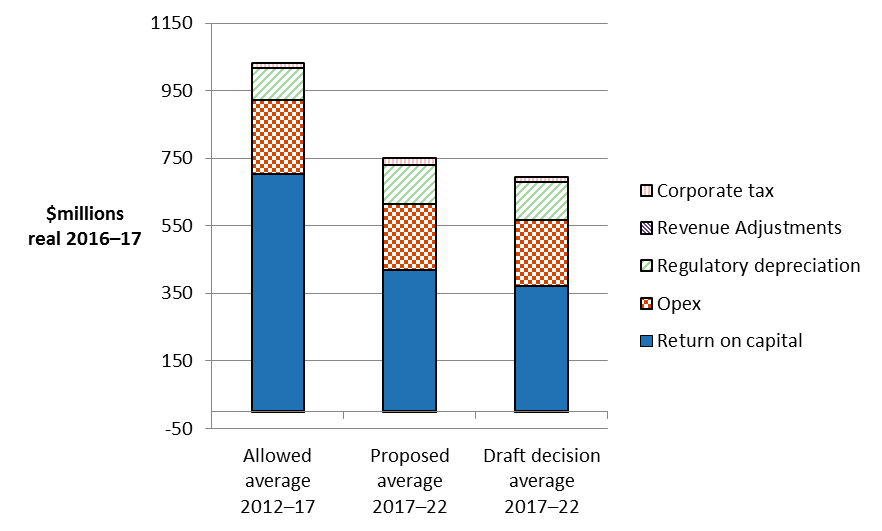 1150
950
750
550
350
150
-50
$millions
real 2016–17
Allowed
average
2012–17
Proposed
average
2017–22
Draft decision
average
2017–22
Corporate tax
Revenue Adjustments
Regulatory depreciation
Opex
Return on capital